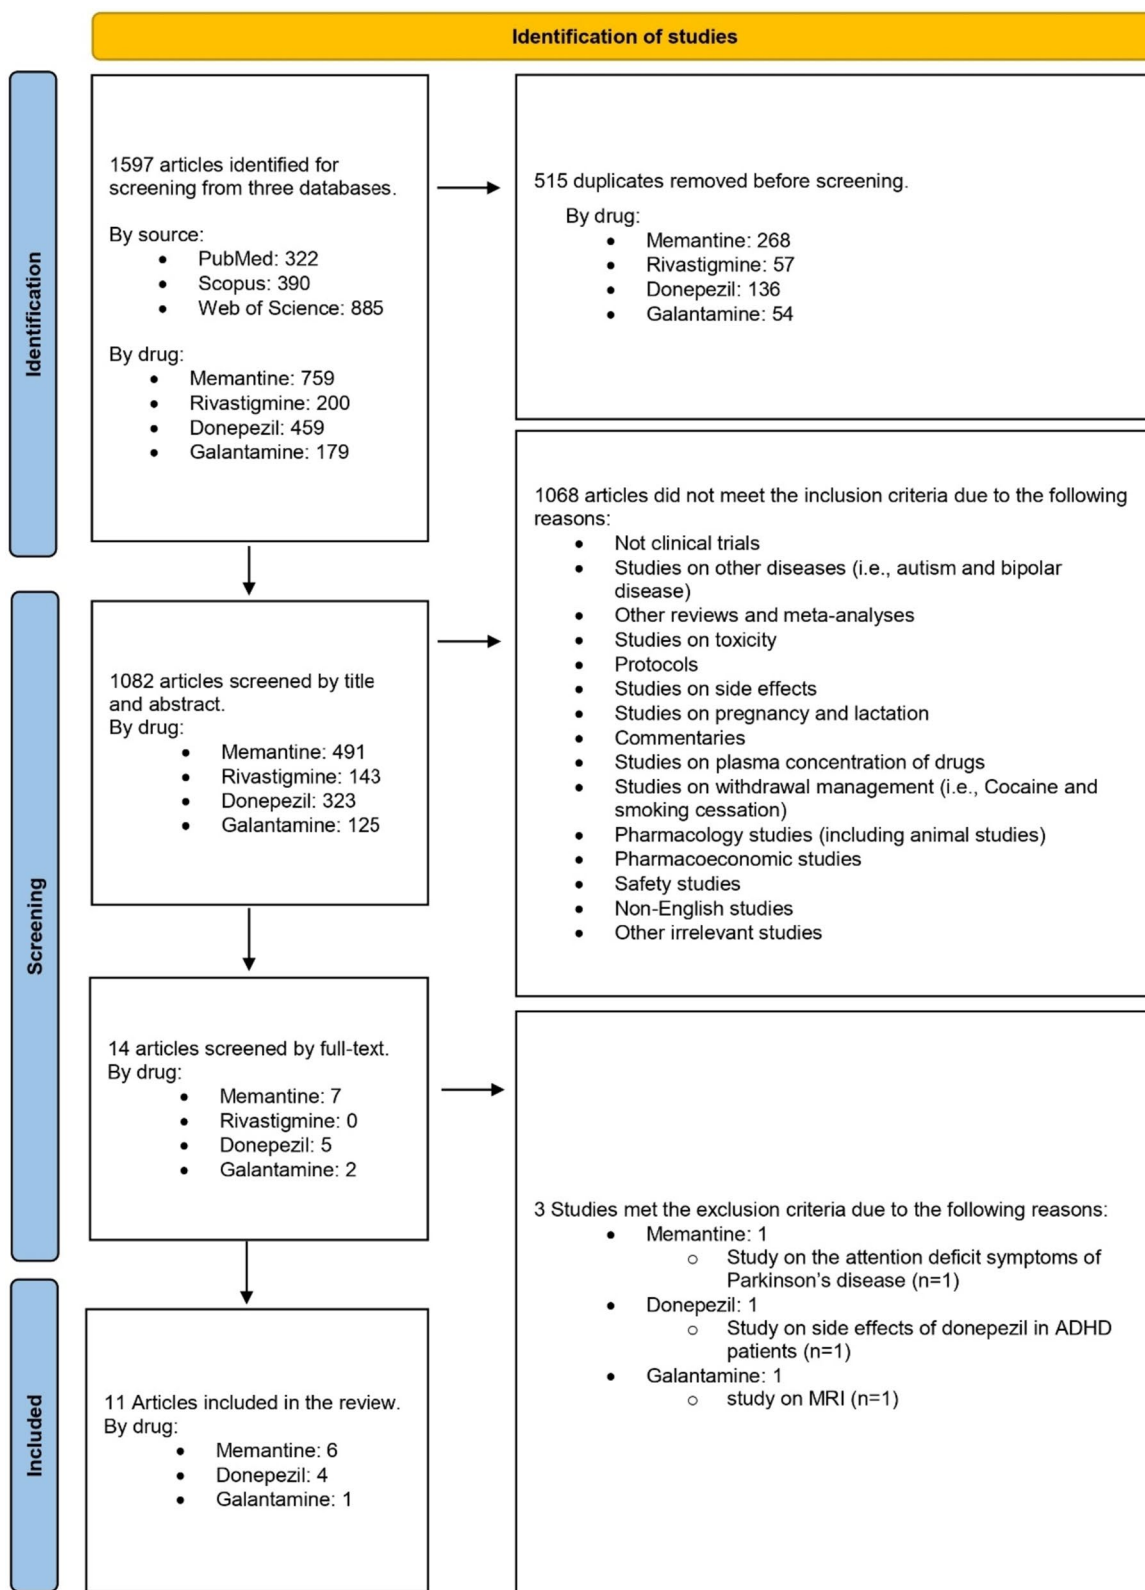 Identification of studies
Identification
1597 articles identified for
screening from three databases.
By source:
• PubMed: 322
• Scopus: 390
• Web of Science: 885
By drug:
• Memantine: 759
• Rivastigmine: 200
• Donepezil: 459
• Galantamine: 179
515 duplicates removed before screening.
By drug:
• Memantine: 268
• Rivastigmine: 57
• Donepezil: 136
• Galantamine: 54
Screening
1082 articles screened by title
and abstract.
By drug:
• Memantine: 491
• Rivastigmine: 143
• Donepezil: 323
• Galantamine: 125
1068 articles did not meet the inclusion criteria due to the following
reasons:
• Not clinical trials
• Studies on other diseases (i.e., autism and bipolar
disease)
• Other reviews and meta-analyses
• Studies on toxicity
• Protocols
• Studies on side effects
• Studies on pregnancy and lactation
• Commentaries
• Studies on plasma concentration of drugs
• Studies on withdrawal management (i.e., Cocaine and
smoking cessation)
• Pharmacology studies (including animal studies)
• Pharmacoeconomic studies
• Safety studies
• Non-English studies
• Other irrelevant studies
14 articles screened by full-text.
By drug:
• Memantine: 7
• Rivastigmine: 0
• Donepezil: 5
• Galantamine: 2
3 Studies met the exclusion criteria due to the following reasons:
• Memantine: 1
o Study on the attention deficit symptoms of
Parkinson's disease (n=1)
• Donepezil: 1
o Study on side effects of donepezil in ADHD
patients (n=1)
• Galantamine: 1
o study on MRI (n=1)
Included
11 Articles included in the review.
By drug:
• Memantine: 6
• Donepezil: 4
• Galantamine: 1